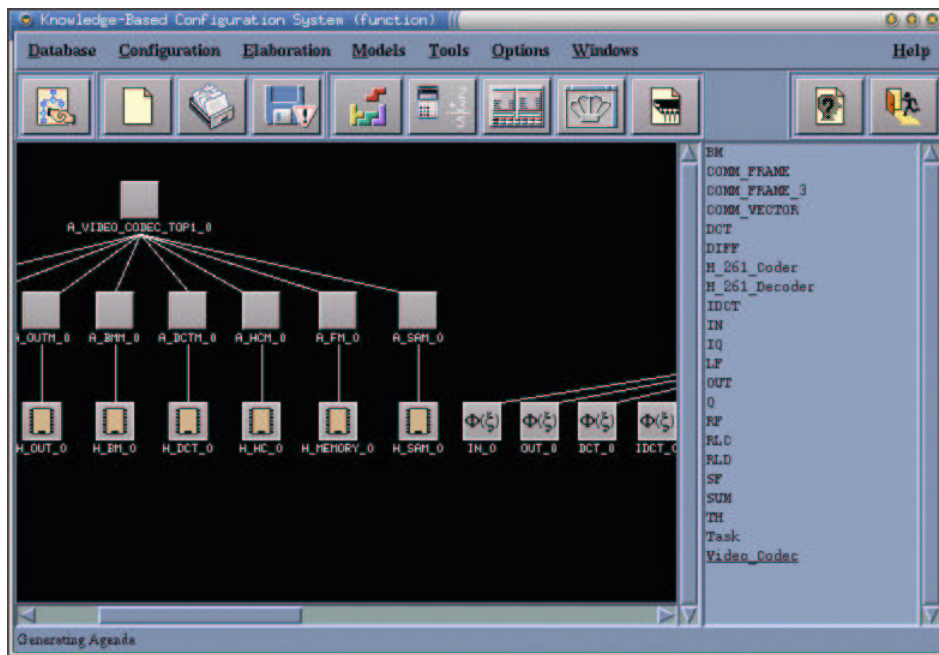 Knowledge-Based Configuration System (function)
Database Configuration Elaboration Models Tools Options Windows Help
A_VIDEO_CODEC_TOP1_0
A_OUTM_0 A_BMM_0 A_DCTM_0 A_HCM_0 A_FM_0 A_SAM_0
H_OUT_0 H_BM_0 H_DCT_0 H_HC_0 H_MEMORY_0 H_SAM_0 IN_0 OUT_0 DCT_0 IDCT_0
Φ(ξ) Φ(ξ) Φ(ξ) Φ(ξ)
BM
COMM_FRAME
COMM_FRAME_3
COMM_VECTOR
DCT
DIFF
H_261_Coder
H_261_Decoder
IDCT
IN
IQ
LF
OUT
Q
RF
RLC
RLD
SF
SUM
TH
Task
Video_Codec
Generating Agenda